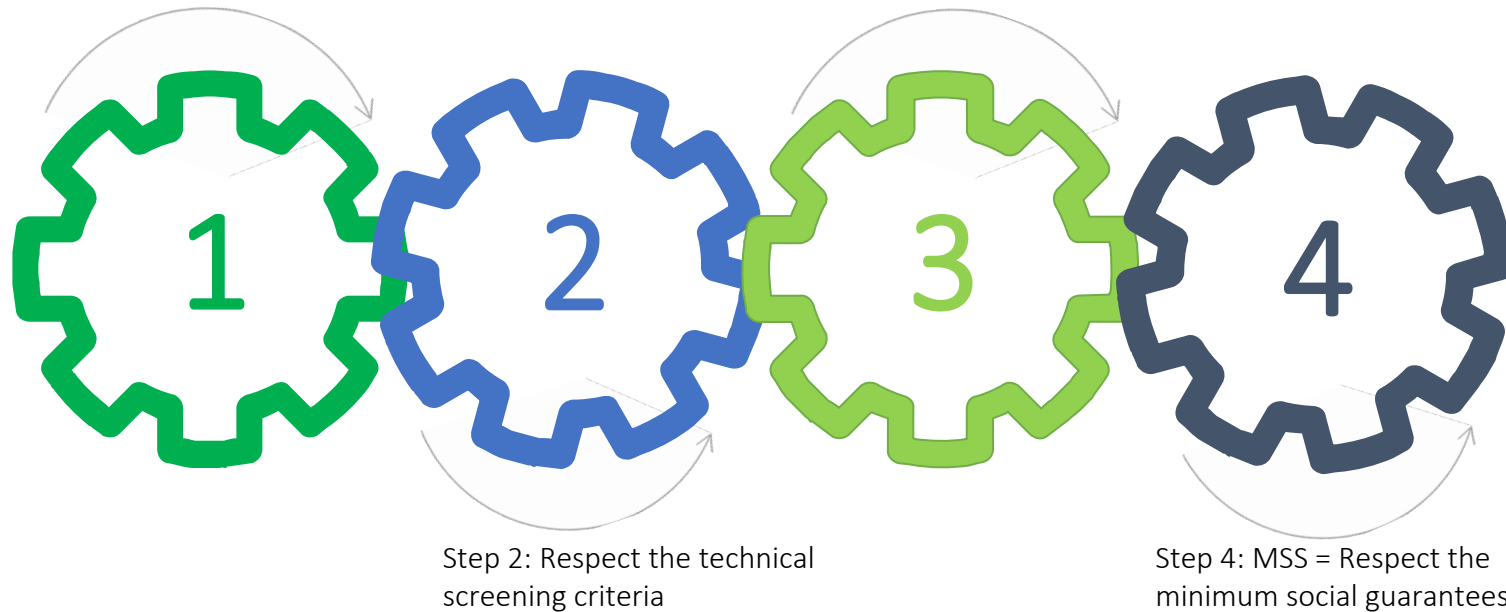 1
2
3
4
Step 2: Respect the technical
screening criteria
Step 4: MSS = Respect the
minimum social guarantees